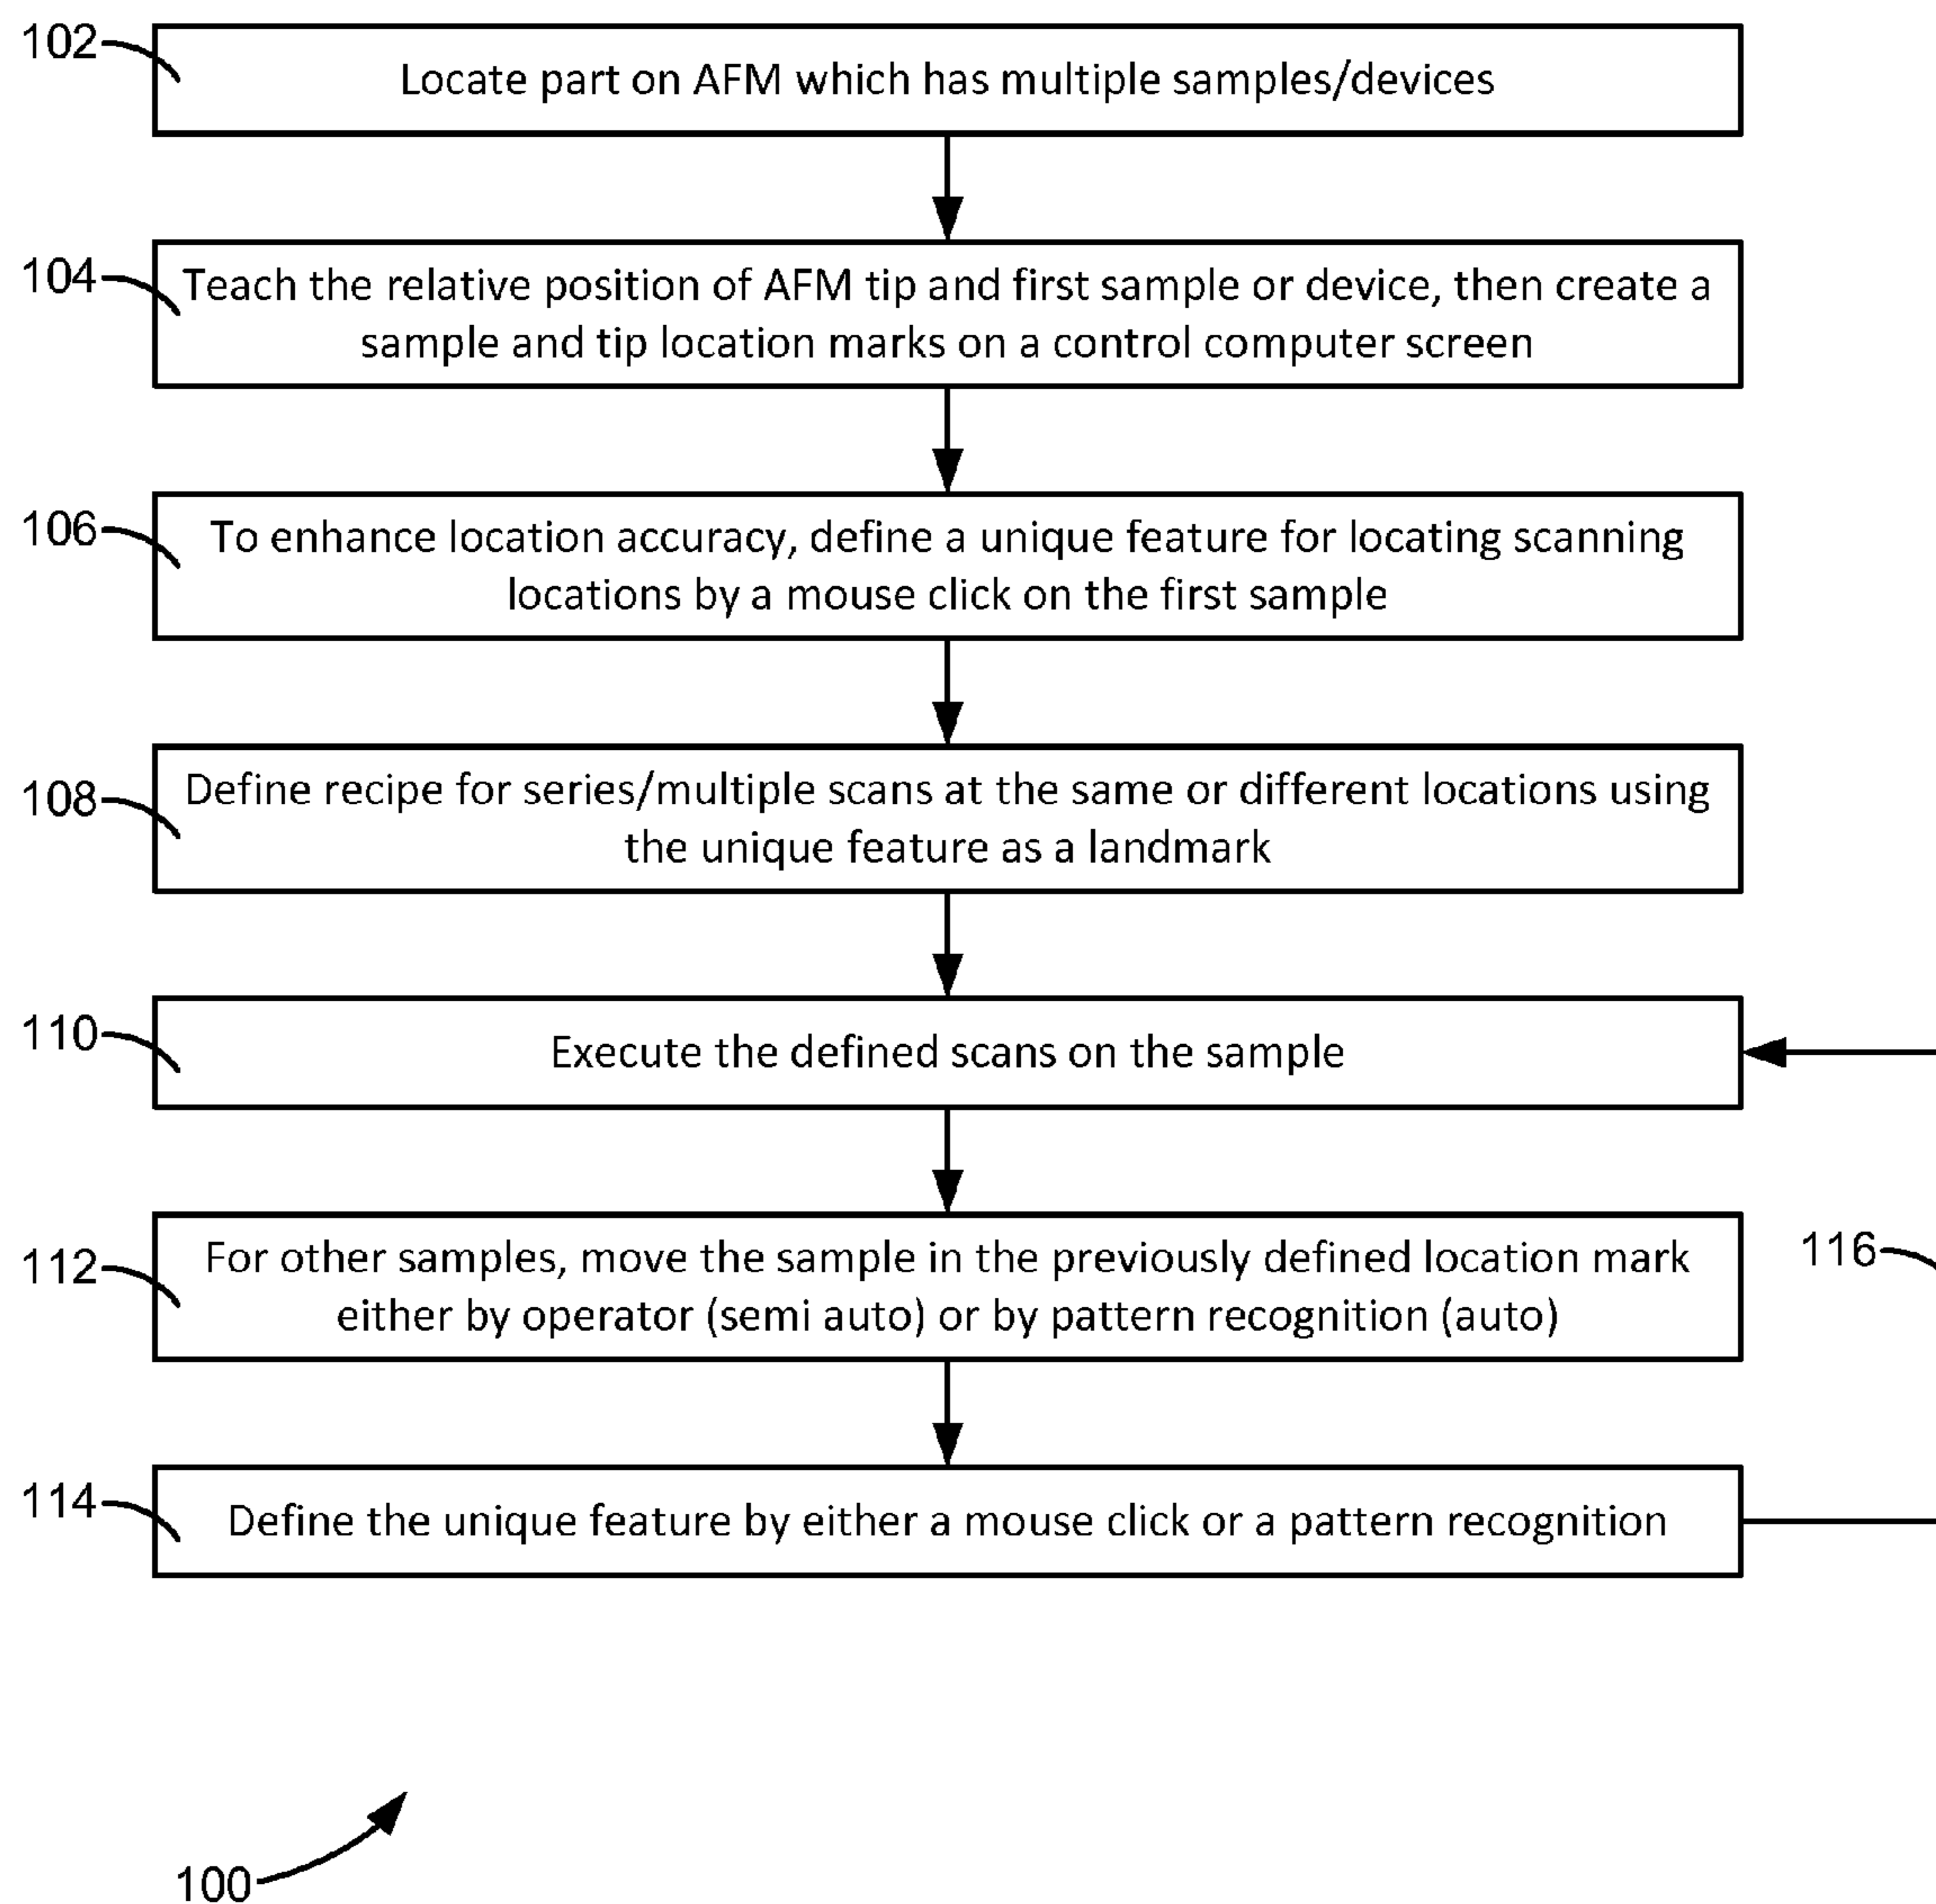 102
Locate part on AFM which has multiple samples/devices
104
Teach the relative position of AFM tip and first sample or device, then create a
sample and tip location marks on a control computer screen
106
To enhance location accuracy, define a unique feature for locating scanning
locations by a mouse click on the first sample
108
Define recipe for series/multiple scans at the same or different locations using
the unique feature as a landmark
110
Execute the defined scans on the sample
112
For other samples, move the sample in the previously defined location mark
either by operator (semi auto) or by pattern recognition (auto)
116
114
Define the unique feature by either a mouse click or a pattern recognition
100